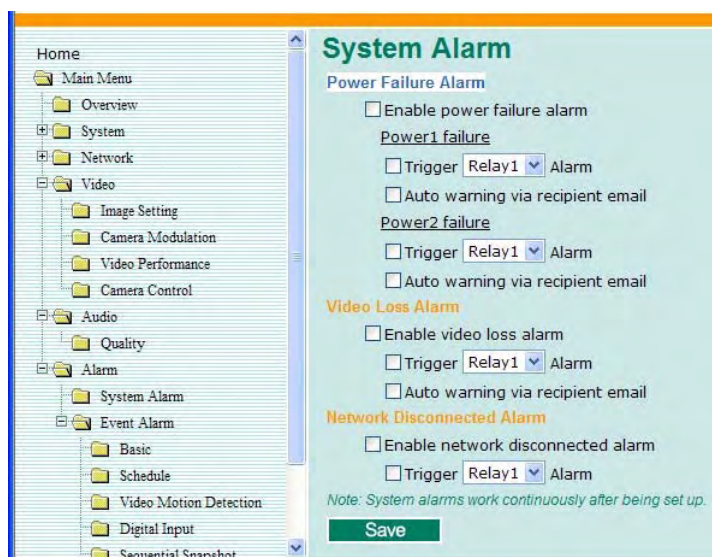 Home
Main Menu
Overview
System
Network
Video
Image Setting
Camera Modulation
Video Performance
Camera Control
Audio
Quality
Alarm
System Alarm
Event Alarm
Basic
Schedule
Video Motion Detection
Digital Input
Sequential Snapshot
System Alarm
Power Failure Alarm
Enable power failure alarm
Power1 failure
Trigger Relay1 Alarm
Auto warning via recipient email
Power2 failure
Trigger Relay1 Alarm
Auto warning via recipient email
Video Loss Alarm
Enable video loss alarm
Trigger Relay1 Alarm
Auto warning via recipient email
Network Disconnected Alarm
Enable network disconnected alarm
Trigger Relay1 Alarm
Note: System alarms work continuously after being set up.
Save